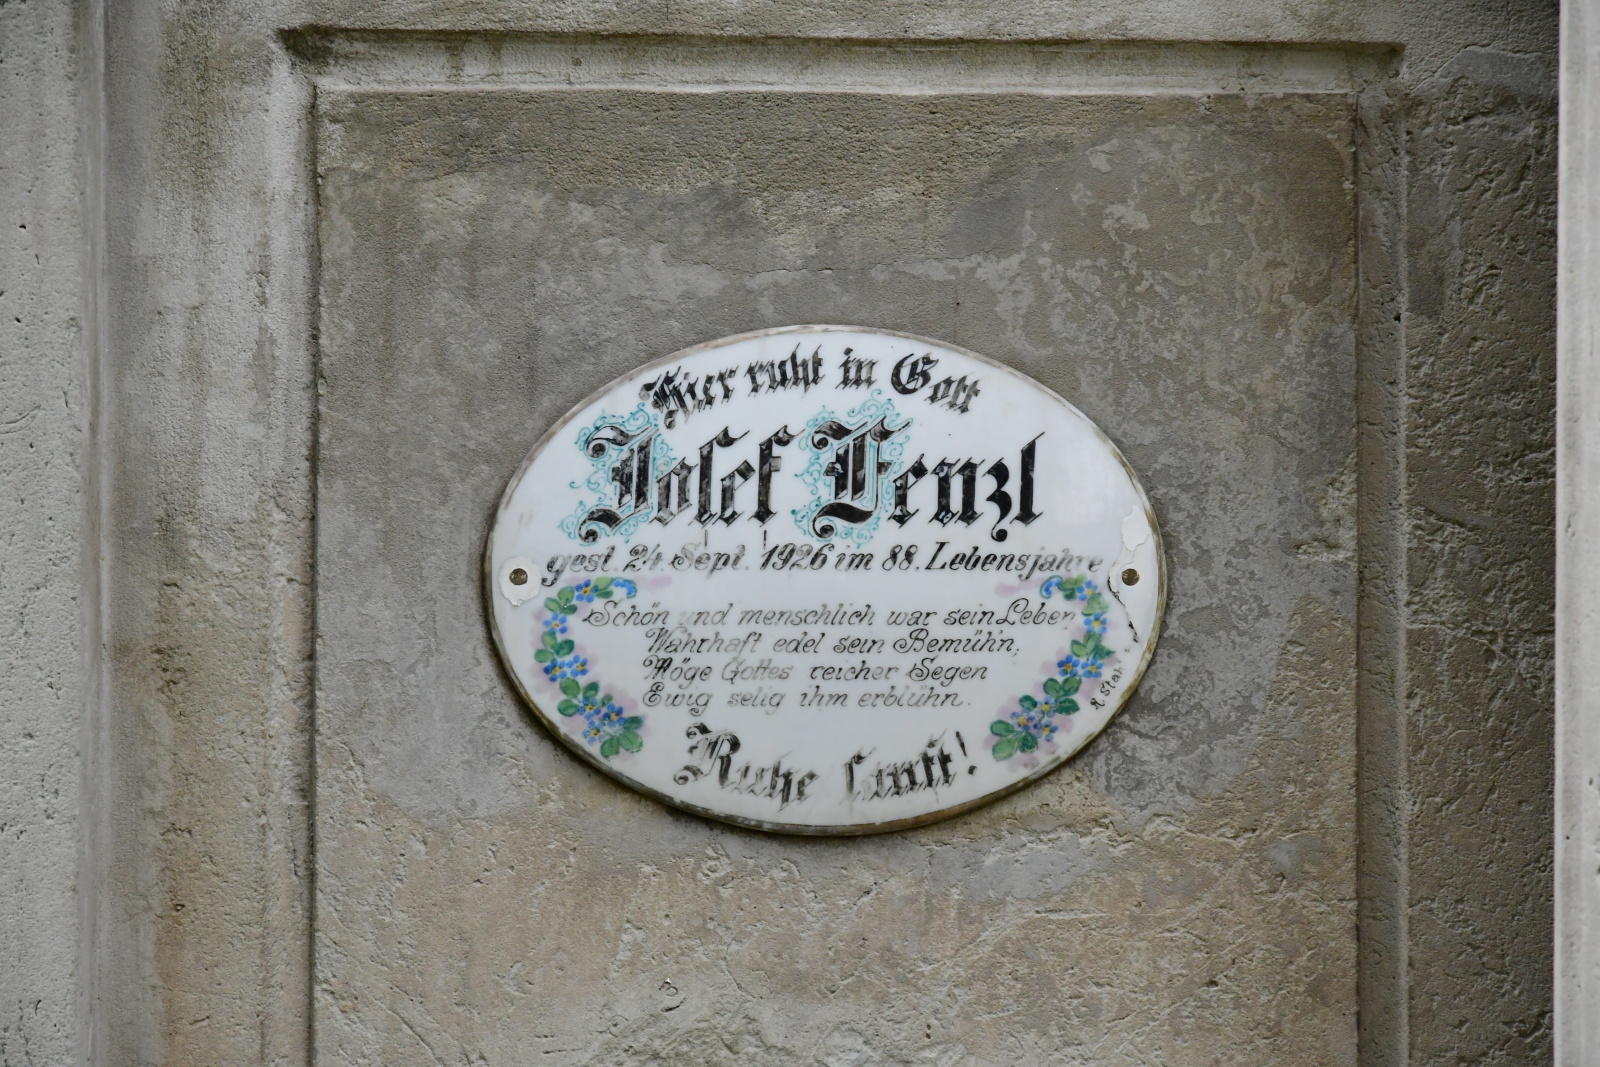 Hier ruht in Gott
Josef Fenzl
gest. 24. Sept. 1926 im 88. Lebensjahre
Schön und menschlich war sein Leben
Wahrhaft edel sein Bemüh'n,
Möge Gottes reicher Segen
Ewig selig ihm erblühn.
Ruhe sanft!